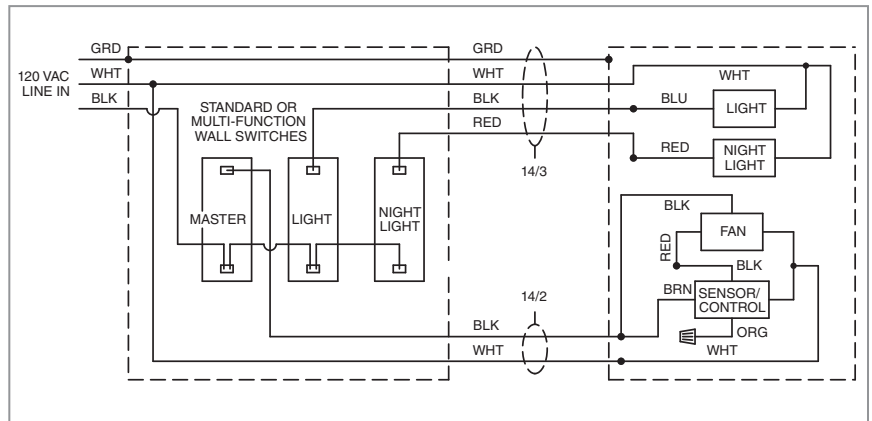 GRD
WHT
BLK
120 VAC
LINE IN
STANDARD OR
MULTI-FUNCTION
WALL SWITCHES
MASTER
LIGHT
NIGHT
LIGHT
GRD
WHT
BLK
RED
14/3
14/2
BLK
WHT
WHT
BLU
LIGHT
RED
NIGHT
LIGHT
BLK
FAN
RED
BLK
BRN
SENSOR/
CONTROL
ORG
WHT